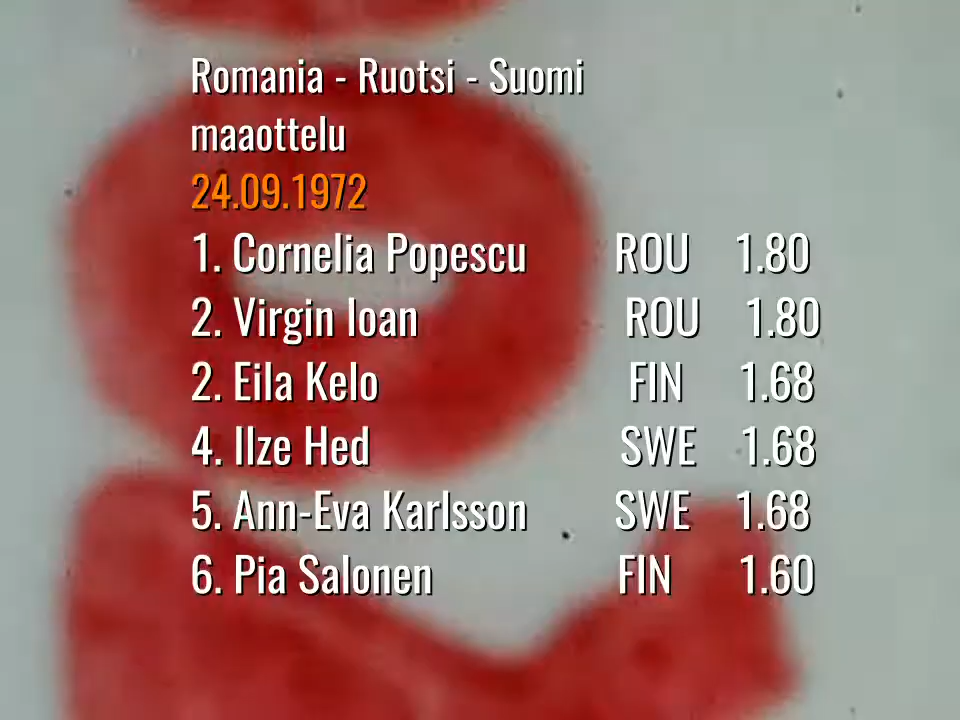 Romania - Ruotsi - Suomi
maaottelu
24.09.1972
1. Cornelia Popescu ROU 1.80
2. Virgin Ioan ROU 1.80
2. Eila Kelo FIN 1.68
4. Ilze Hed SWE 1.68
5. Ann-Eva Karlsson SWE 1.68
6. Pia Salonen FIN 1.60